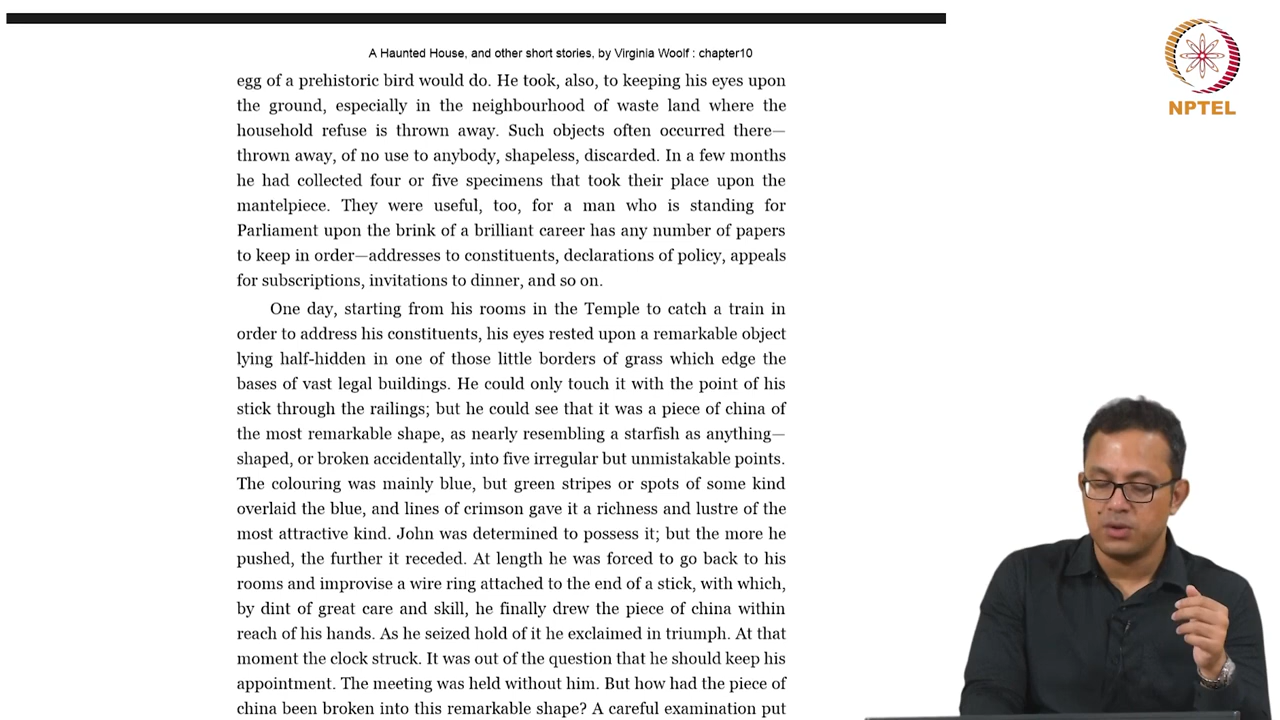 A Haunted House, and other short stories, by Virginia Woolf : chapter10
egg of a prehistoric bird would do. He took, also, to keeping his eyes upon
the ground, especially in the neighbourhood of waste land where the
household refuse is thrown away. Such objects often occurred there—
thrown away, of no use to anybody, shapeless, discarded. In a few months
he had collected four or five specimens that took their place upon the
mantelpiece. They were useful, too, for a man who is standing for
Parliament upon the brink of a brilliant career has any number of papers
to keep in order—addresses to constituents, declarations of policy, appeals
for subscriptions, invitations to dinner, and so on.
One day, starting from his rooms in the Temple to catch a train in
order to address his constituents, his eyes rested upon a remarkable object
lying half-hidden in one of those little borders of grass which edge the
bases of vast legal buildings. He could only touch it with the point of his
stick through the railings; but he could see that it was a piece of china of
the most remarkable shape, as nearly resembling a starfish as anything—
shaped, or broken accidentally, into five irregular but unmistakable points.
The colouring was mainly blue, but green stripes or spots of some kind
overlaid the blue, and lines of crimson gave it a richness and lustre of the
most attractive kind. John was determined to possess it; but the more he
pushed, the further it receded. At length he was forced to go back to his
rooms and improvise a wire ring attached to the end of a stick, with which,
by dint of great care and skill, he finally drew the piece of china within
reach of his hands. As he seized hold of it he exclaimed in triumph. At that
moment the clock struck. It was out of the question that he should keep his
appointment. The meeting was held without him. But how had the piece of
china been broken into this remarkable shape? A careful examination put
NPTEL